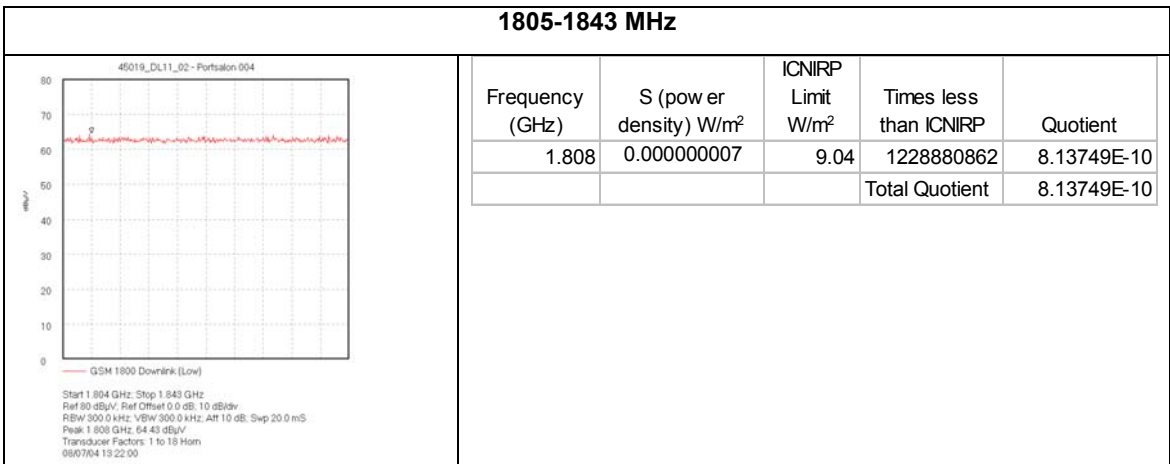 1805-1843 MHz
45019_DL11_02 - Portsalon 004
80
70
60
50
40
30
20
10
0
dBµV
GSM 1800 Downlink (Low)
Start 1.804 GHz; Stop 1.843 GHz
Ref 80 dBµV; Ref Offset 0.0 dB; 10 dB/div
RBW 300.0 kHz; VBW 300.0 kHz; Att 10 dB; Swp 20.0 mS
Peak 1.808 GHz, 64.43 dBµV
Transducer Factors: 1 to 18 Horn
08/07/04 13:22:00
Frequency (GHz) S (pow er density) W/m² ICNIRP Limit W/m² Times less than ICNIRP Quotient
1.808 0.000000007 9.04 1228880862 8.13749E-10
Total Quotient 8.13749E-10